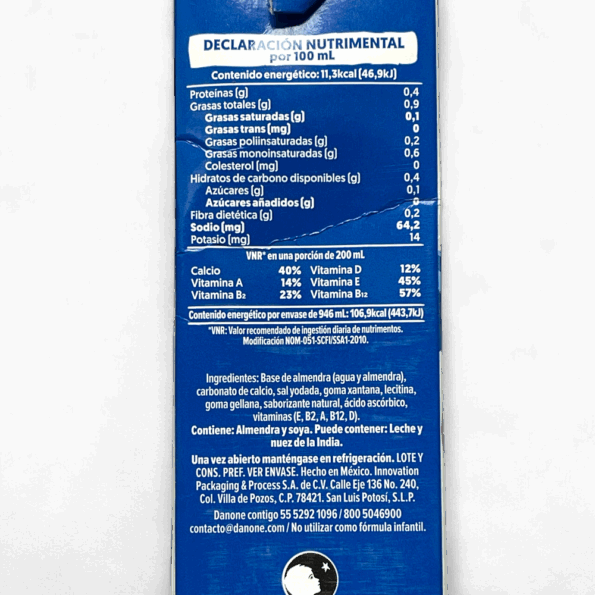 DECLARACIÓN NUTRIMENTAL
por 100 mL
Contenido energético: 11,3kcal (46,9kJ)
Proteínas (g) 0,4
Grasas totales (g) 0,9
Grasas saturadas (g) 0,1
Grasas trans (mg) 0
Grasas poliinsaturadas (g) 0,2
Grasas monoinsaturadas (g) 0,6
Colesterol (mg) 0
Hidratos de carbono disponibles (g) 0,4
Azúcares (g) 0,1
Azúcares añadidos (g) 0
Fibra dietética (g) 0,2
Sodio (mg) 64,2
Potasio (mg) 14
VNR* en una porción de 200 mL
Calcio 40% Vitamina D 12%
Vitamina A 14% Vitamina E 45%
Vitamina B2 23% Vitamina B12 57%
Contenido energético por envase de 946 mL: 106,9kcal (443,7kJ)
*VNR: Valor recomendado de ingestión diaria de nutrimentos.
Modificación NOM-051-SCFI/SSA1-2010.
Ingredientes: Base de almendra (agua y almendra),
carbonato de calcio, sal yodada, goma xantana, lecitina,
goma gellana, saborizante natural, ácido ascórbico,
vitaminas (E, B2, A, B12, D).
Contiene: Almendra y soya. Puede contener: Leche y
nuez de la India.
Una vez abierto manténgase en refrigeración. LOTE Y
CONS. PREF. VER ENVASE. Hecho en México. Innovation
Packaging & Process S.A. de C.V. Calle Eje 136 No. 240,
Col. Villa de Pozos, C.P. 78421. San Luis Potosí, S.L.P.
Danone contigo 55 5292 1096 / 800 5046900
contacto@danone.com / No utilizar como fórmula infantil.